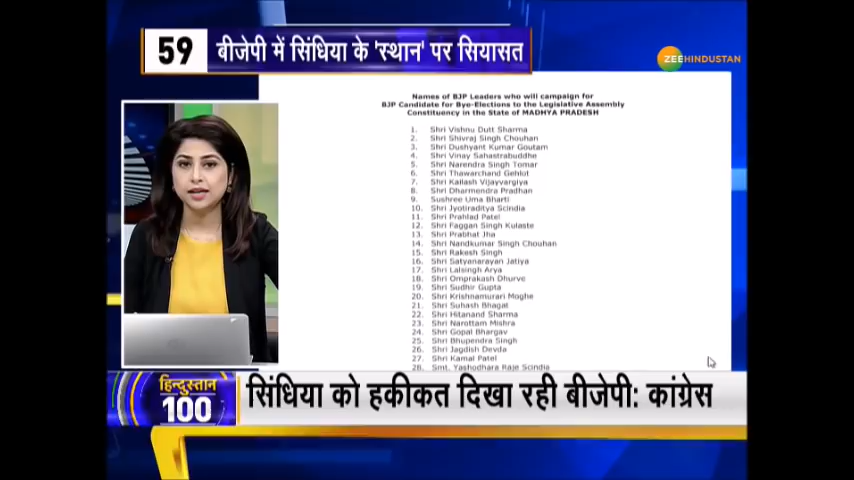 59
बीजेपी में सिंधिया के 'स्थान' पर सियासत
ZEEHINDUSTAN
Names of BJP Leaders who will campaign for
BJP Candidate for Bye-Elections to the Legislative Assembly
Constituency in the State of MADHYA PRADESH
1. Shri Vishnu Dutt Sharma
2. Shri Shivraj Singh Chouhan
3. Shri Dushyant Kumar Goutam
4. Shri Vinay Sahastrabuddhe
5. Shri Narendra Singh Tomar
6. Shri Thawarchand Gehlot
7. Shri Kailash Vijayvargiya
8. Shri Dharmendra Pradhan
9. Sushree Uma Bharti
10. Shri Jyotiraditya Scindia
11. Shri Prahlad Patel
12. Shri Faggan Singh Kulaste
13. Shri Prabhat Jha
14. Shri Nandkumar Singh Chouhan
15. Shri Rakesh Singh
16. Shri Satyanarayan Jatiya
17. Shri Lalsingh Arya
18. Shri Omprakash Dhurve
19. Shri Sudhir Gupta
20. Shri Krishnamurari Moghe
21. Shri Suhash Bhagat
22. Shri Hitanand Sharma
23. Shri Narottam Mishra
24. Shri Gopal Bhargav
25. Shri Bhupendra Singh
26. Shri Jagdish Devda
27. Shri Kamal Patel
28. Smt. Yashodhara Raje Scindia
हिन्दुस्तान
100
सिंधिया को हकीकत दिखा रही बीजेपी: कांग्रेस